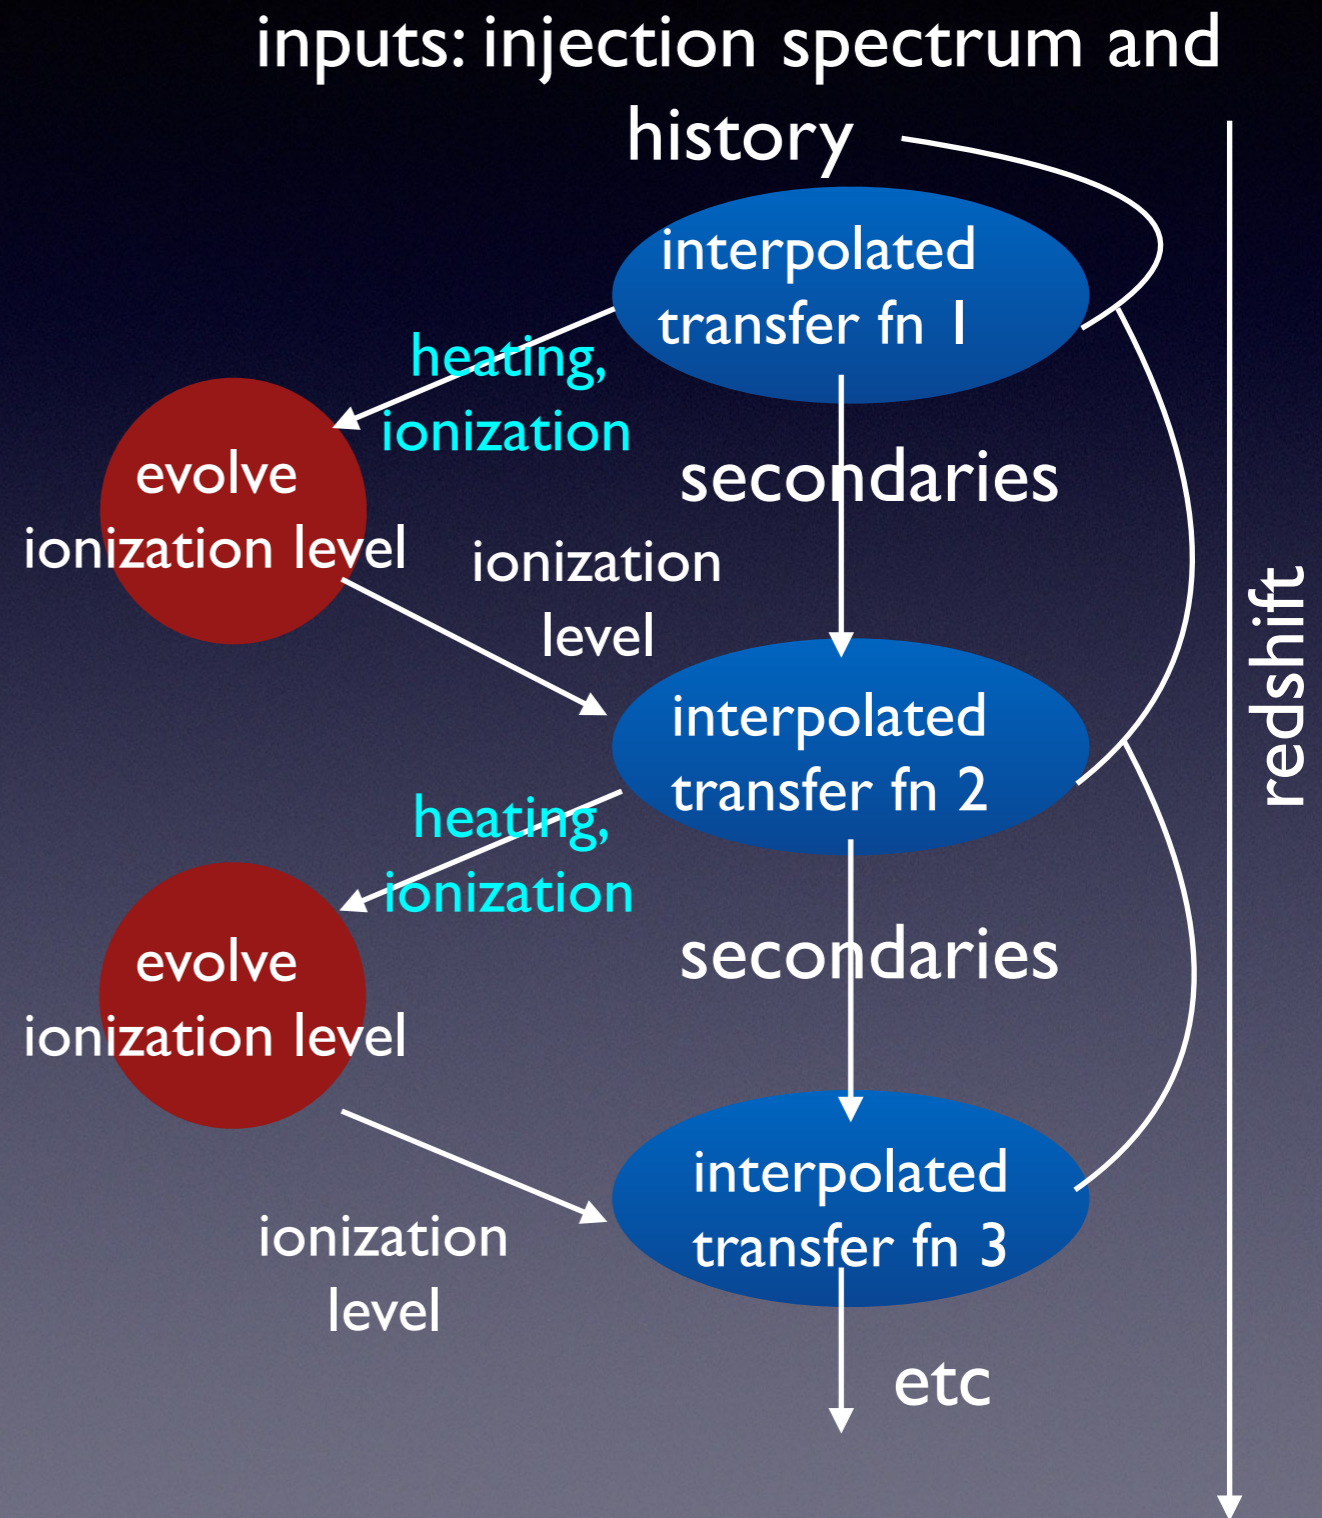 inputs: injection spectrum and
history
interpolated
transfer fn 1
heating,
ionization
evolve
ionization level
secondaries
ionization
level
redshift
interpolated
transfer fn 2
heating,
ionization
evolve
ionization level
secondaries
interpolated
transfer fn 3
ionization
level
etc